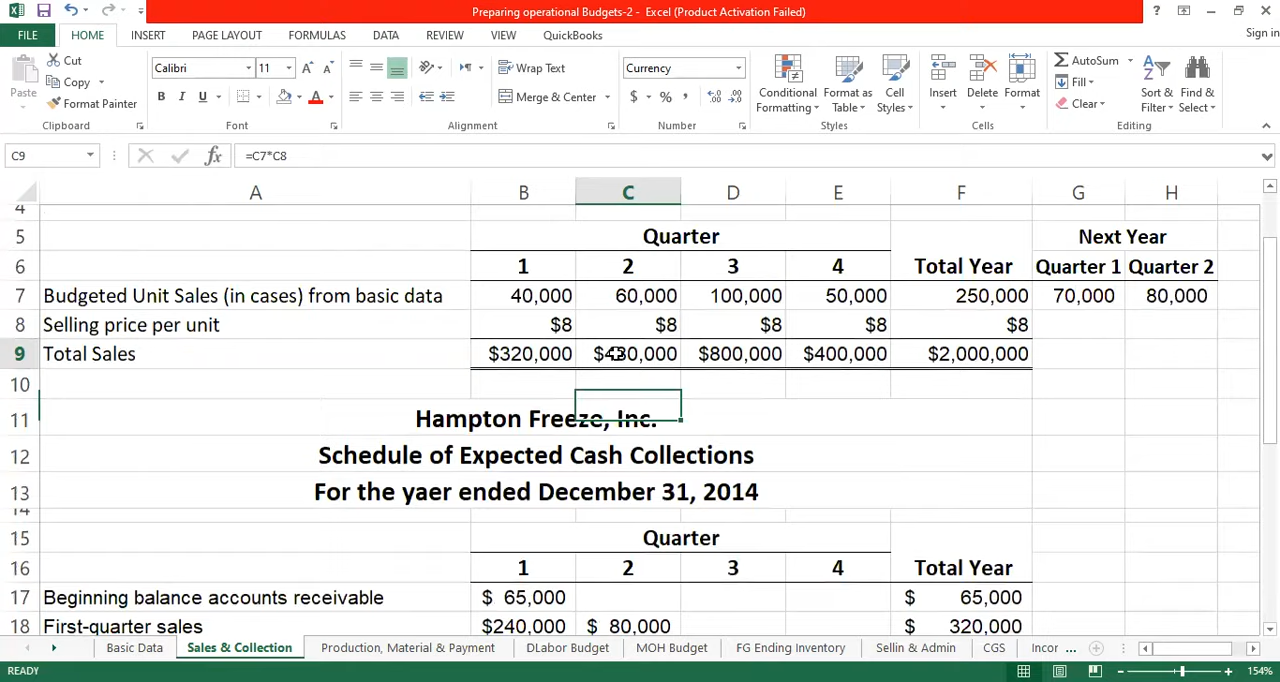 Preparing operational Budgets-2 - Excel (Product Activation Failed)
FILE HOME INSERT PAGE LAYOUT FORMULAS DATA REVIEW VIEW QuickBooks Sign in
Paste Cut Copy Format Painter
Calibri 11
B I U
Wrap Text
Merge & Center
Currency
$ % ,
Conditional Formatting Format as Table Cell Styles
Insert Delete Format
AutoSum Fill Clear
Sort & Filter Find & Select
Clipboard Font Alignment Number Styles Cells Editing
C9 fx =C7*C8
A B C D E F G H
4
5 Quarter Next Year
6 1 2 3 4 Total Year Quarter 1 Quarter 2
7 Budgeted Unit Sales (in cases) from basic data 40,000 60,000 100,000 50,000 250,000 70,000 80,000
8 Selling price per unit $8 $8 $8 $8 $8
9 Total Sales $320,000 $800,000 $400,000 $2,000,000
10
11 Hampton Freeze, Inc.
12 Schedule of Expected Cash Collections
13 For the yaer ended December 31, 2014
14
15 Quarter
16 1 2 3 4 Total Year
17 Beginning balance accounts receivable $ 65,000 $ 65,000
18 First-quarter sales $240,000 $ 80,000 $ 320,000
Basic Data Sales & Collection Production, Material & Payment DLabor Budget MOH Budget FG Ending Inventory Sellin & Admin CGS Incor ...
READY 154%